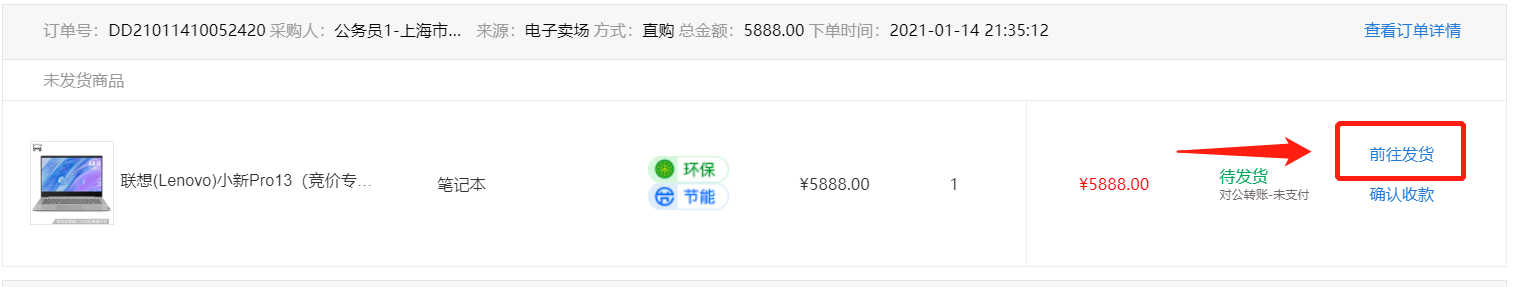 订单号：DD21011410052420 采购人：公务员1-上海市... 来源：电子卖场 方式：直购 总金额：5888.00 下单时间：2021-01-14 21:35:12 查看订单详情
未发货商品
联想(Lenovo)小新Pro13（竞价专... 笔记本 环保 ¥5888.00 1 ¥5888.00 待发货 前往发货
节能 对公转账-未支付 确认收款